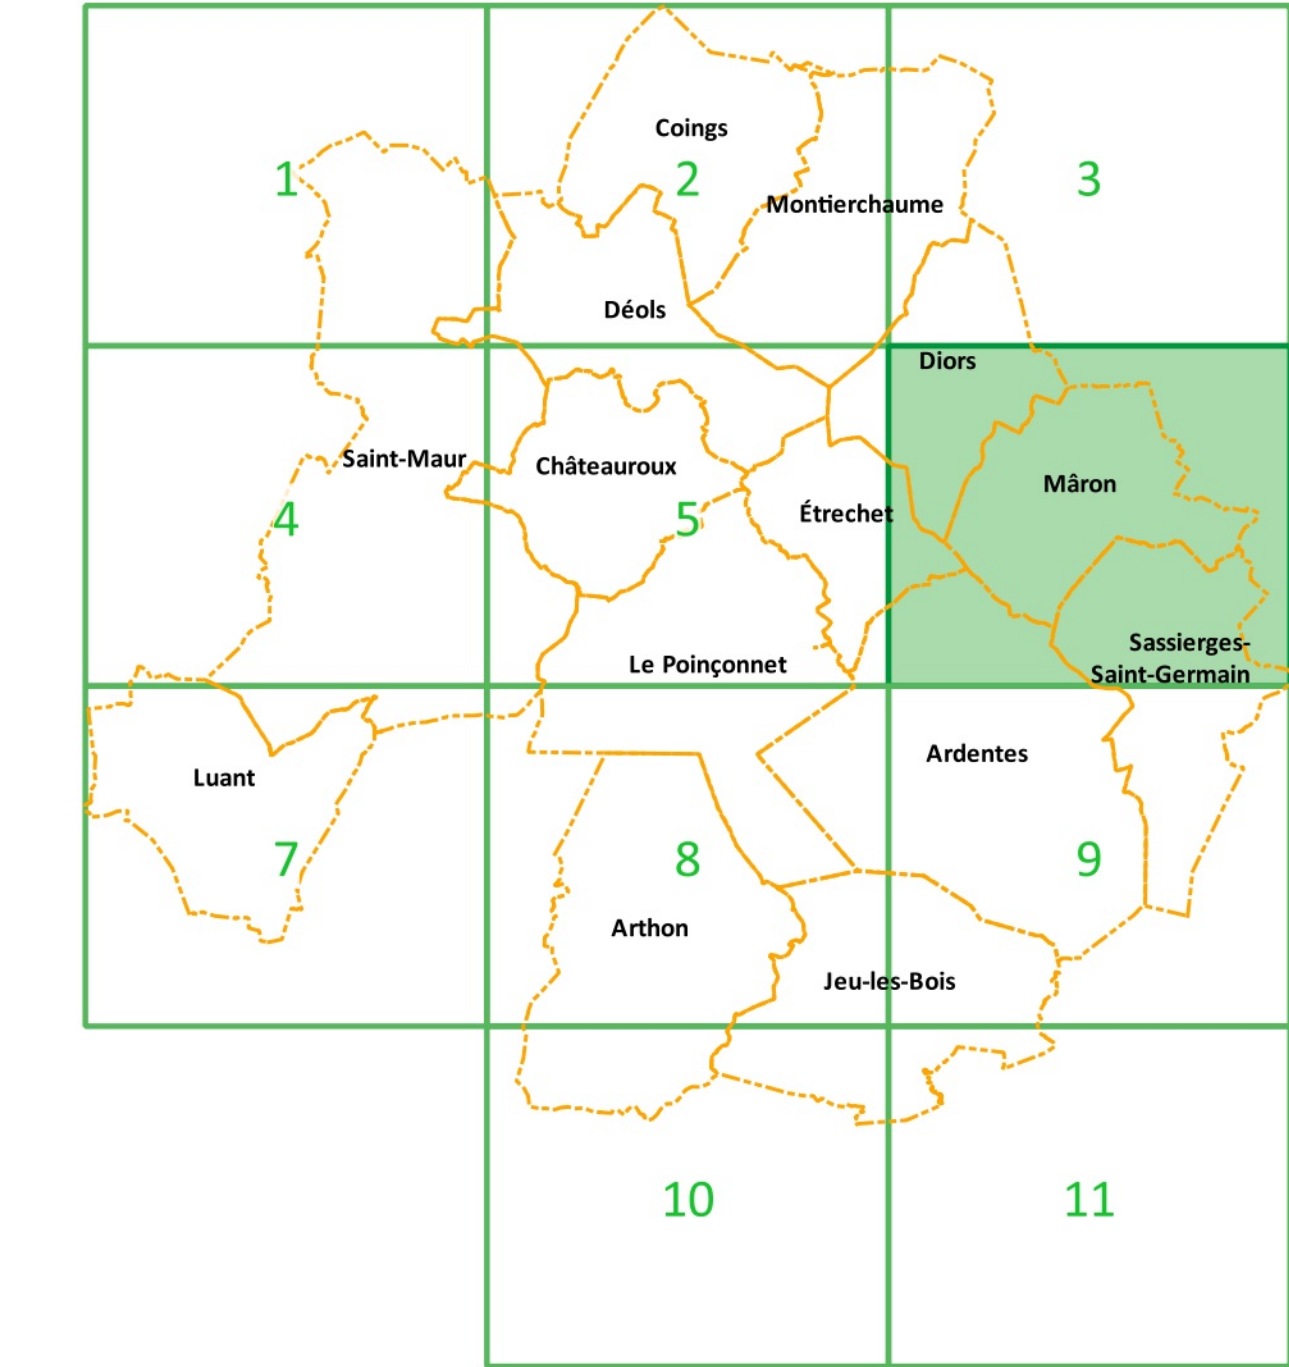 Coings
1
2
3
Montierchaume
Déols
Diors
Saint-Maur
Châteauroux
Mâron
4
5
Étrechet
Sassierges-
Saint-Germain
Le Poinçonnet
Ardentes
Luant
7
8
9
Arthon
Jeu-les-Bois
10
11